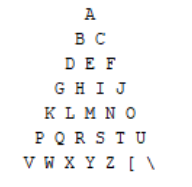 A
B C
D E F
G H I J
K L M N O
P Q R S T U
V W X Y Z [ \